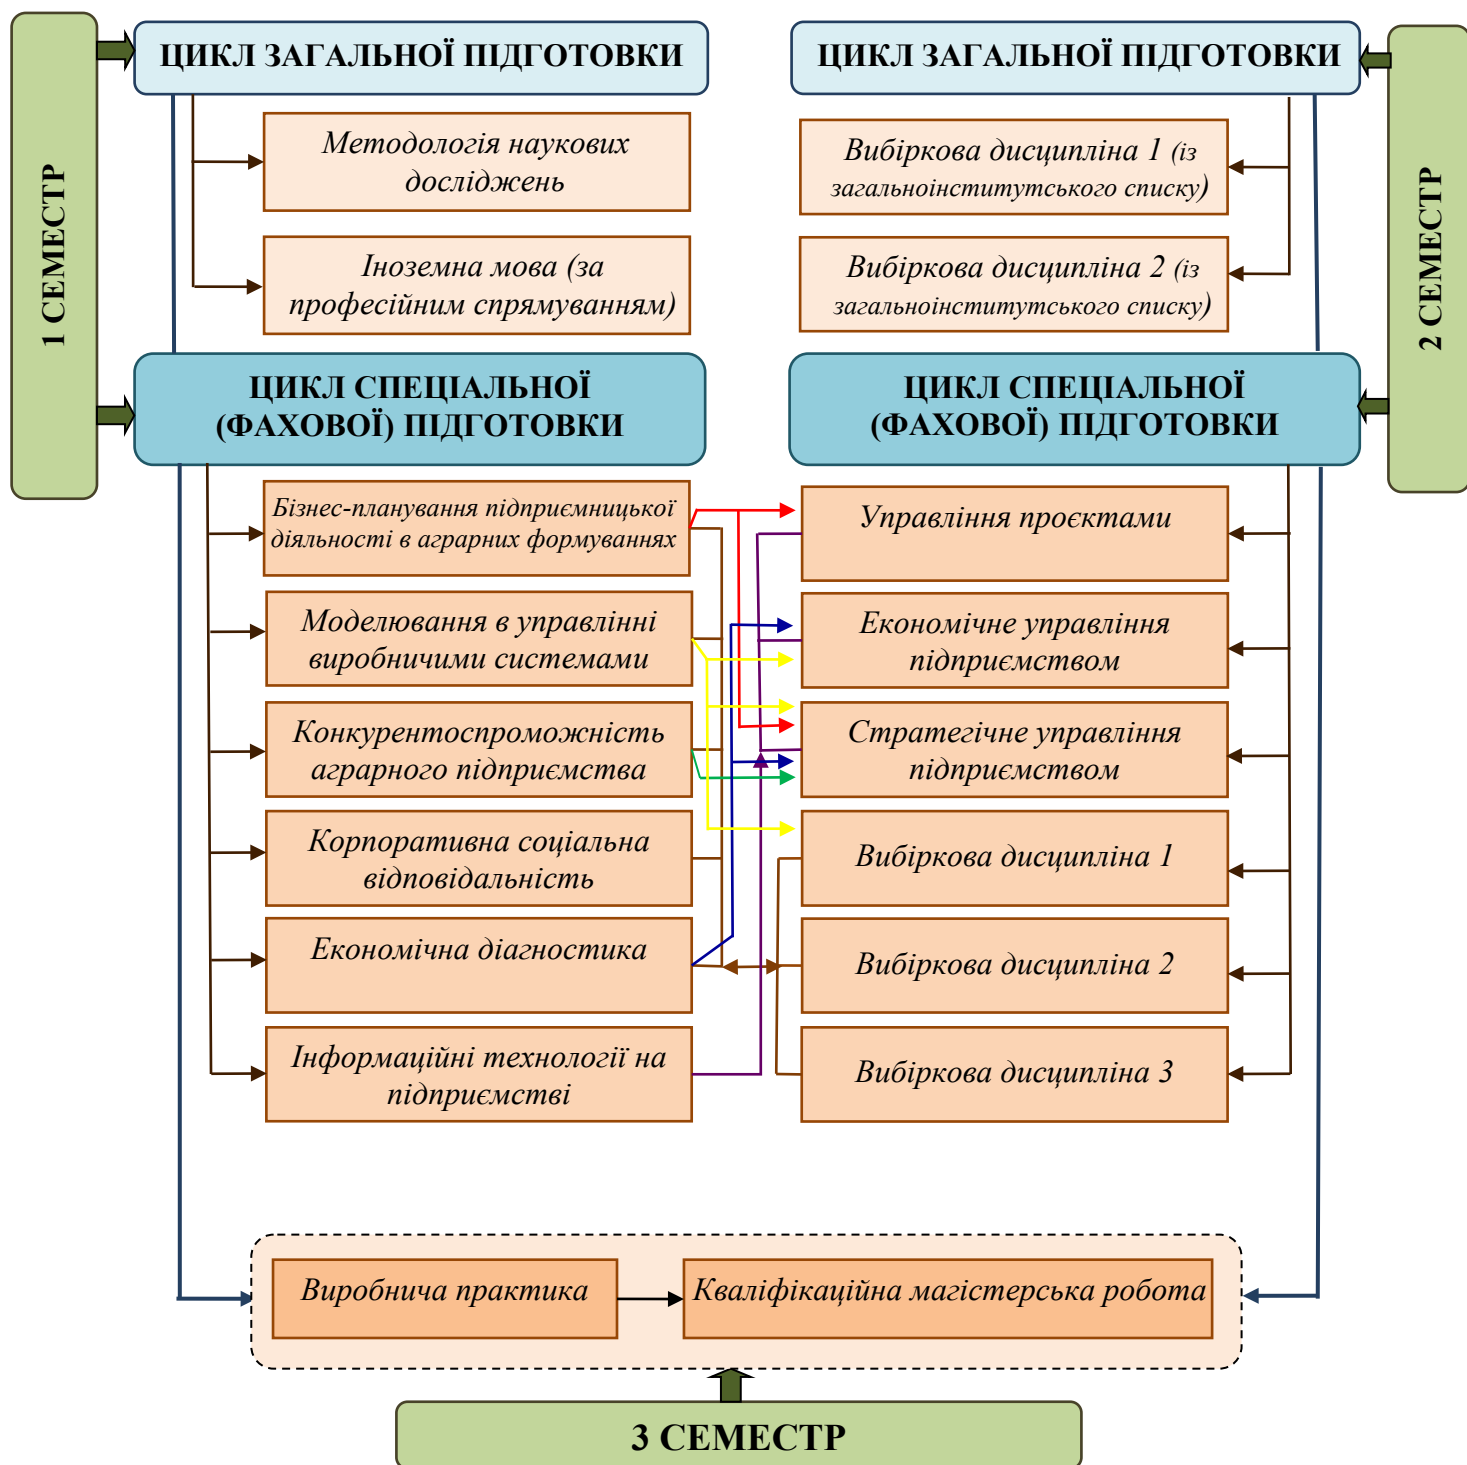 1 СЕМЕСТР
ЦИКЛ ЗАГАЛЬНОЇ ПІДГОТОВКИ
Методологія наукових
досліджень
Іноземна мова (за
професійним спрямуванням)
ЦИКЛ СПЕЦІАЛЬНОЇ
(ФАХОВОЇ) ПІДГОТОВКИ
Бізнес-планування підприємницької
діяльності в аграрних формуваннях
Моделювання в управлінні
виробничими системами
Конкурентоспроможність
аграрного підприємства
Корпоративна соціальна
відповідальність
Економічна діагностика
Інформаційні технології на
підприємстві
2 СЕМЕСТР
ЦИКЛ ЗАГАЛЬНОЇ ПІДГОТОВКИ
Вибіркова дисципліна 1 (із
загальноінститутського списку)
Вибіркова дисципліна 2 (із
загальноінститутського списку)
ЦИКЛ СПЕЦІАЛЬНОЇ
(ФАХОВОЇ) ПІДГОТОВКИ
Управління проєктами
Економічне управління
підприємством
Стратегічне управління
підприємством
Вибіркова дисципліна 1
Вибіркова дисципліна 2
Вибіркова дисципліна 3
Виробнича практика
Кваліфікаційна магістерська робота
3 СЕМЕСТР